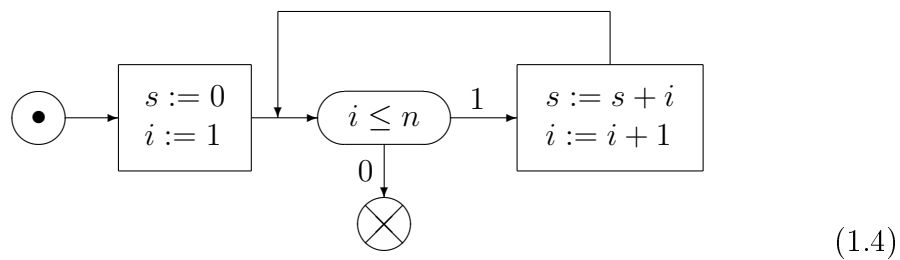 s := 0
i := 1
i ≤ n
1
s := s + i
i := i + 1
0
(1.4)